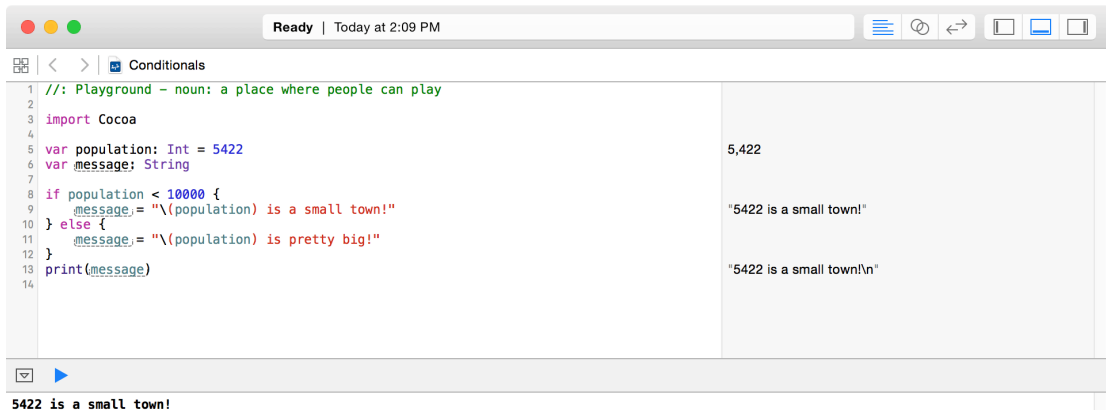 Ready | Today at 2:09 PM
Conditionals
1 //: Playground - noun: a place where people can play
2
3 import Cocoa
4
5 var population: Int = 5422 5,422
6 var message: String
7
8 if population < 10000 {
9 message = "\(population) is a small town!" "5422 is a small town!"
10 } else {
11 message = "\(population) is pretty big!"
12 }
13 print(message) "5422 is a small town!\n"
14
5422 is a small town!